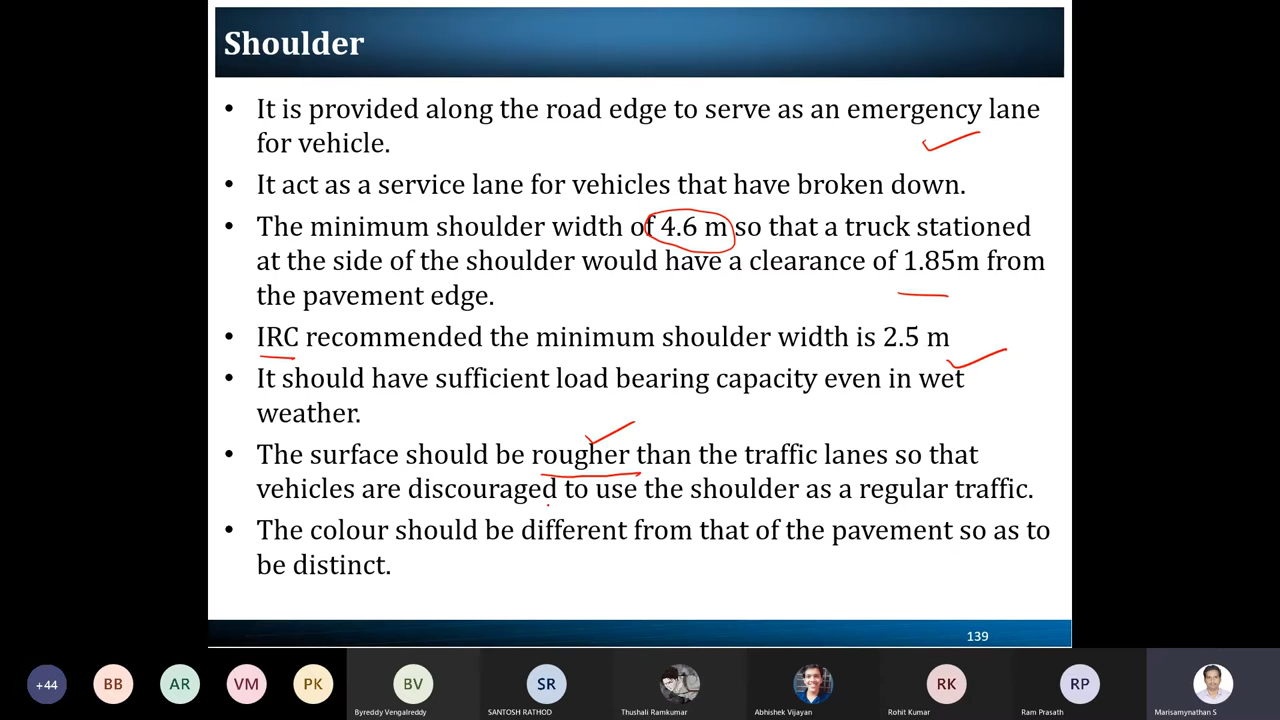 Shoulder
• It is provided along the road edge to serve as an emergency lane
for vehicle.
• It act as a service lane for vehicles that have broken down.
• The minimum shoulder width of 4.6 m so that a truck stationed
at the side of the shoulder would have a clearance of 1.85m from
the pavement edge.
• IRC recommended the minimum shoulder width is 2.5 m
• It should have sufficient load bearing capacity even in wet
weather.
• The surface should be rougher than the traffic lanes so that
vehicles are discouraged to use the shoulder as a regular traffic.
• The colour should be different from that of the pavement so as to
be distinct.
139
+44 BB AR VM PK BV SR RK RP
Byreddy Vengalreddy SANTOSH RATHOD Thushali Ramkumar Abhishek Vijayan Rohit Kumar Ram Prasath Marisamynathan S